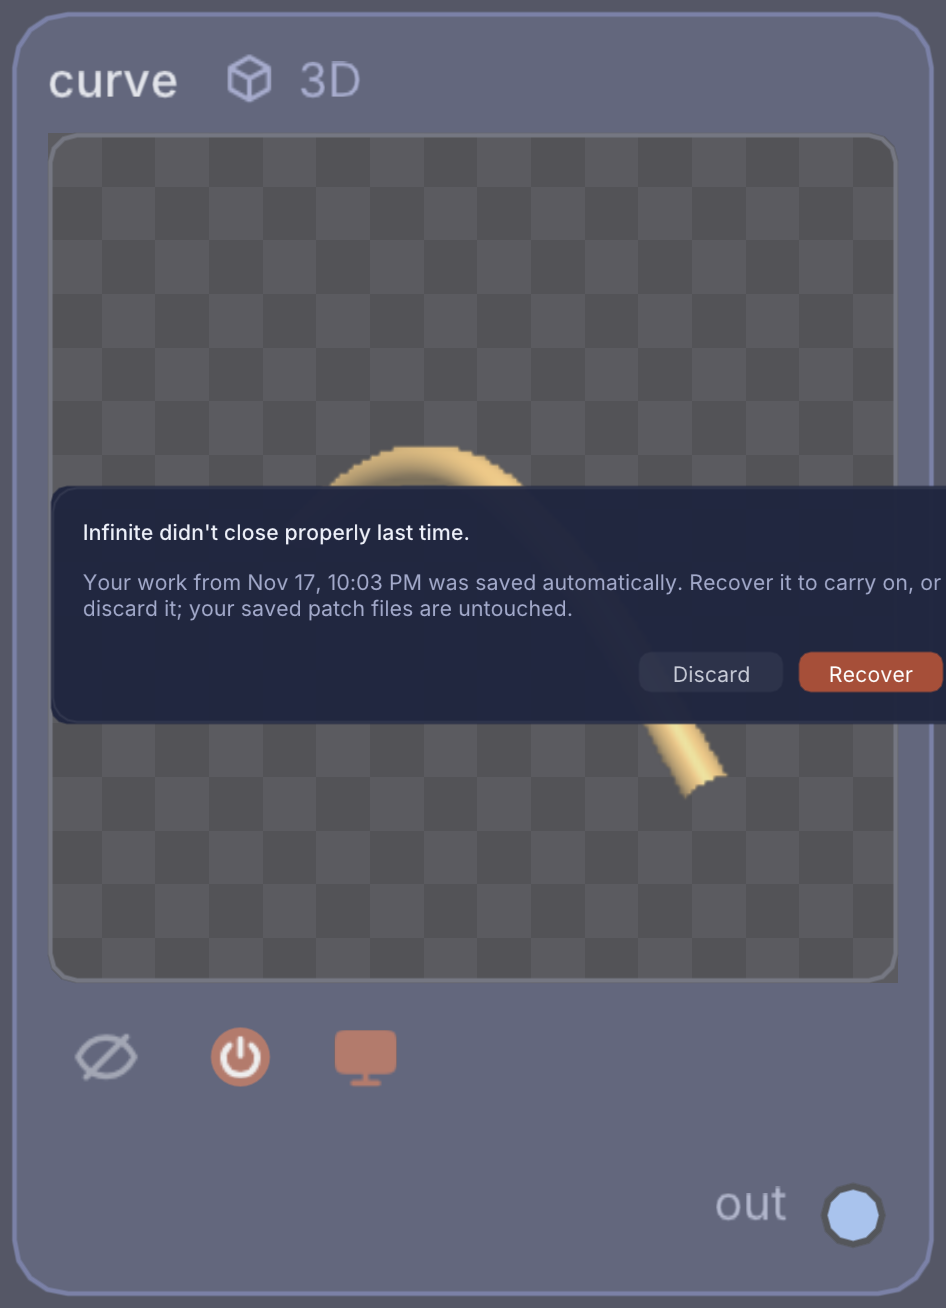 curve 3D
Infinite didn't close properly last time.
Your work from Nov 17, 10:03 PM was saved automatically. Recover it to carry on, or
discard it; your saved patch files are untouched.
Discard Recover
out